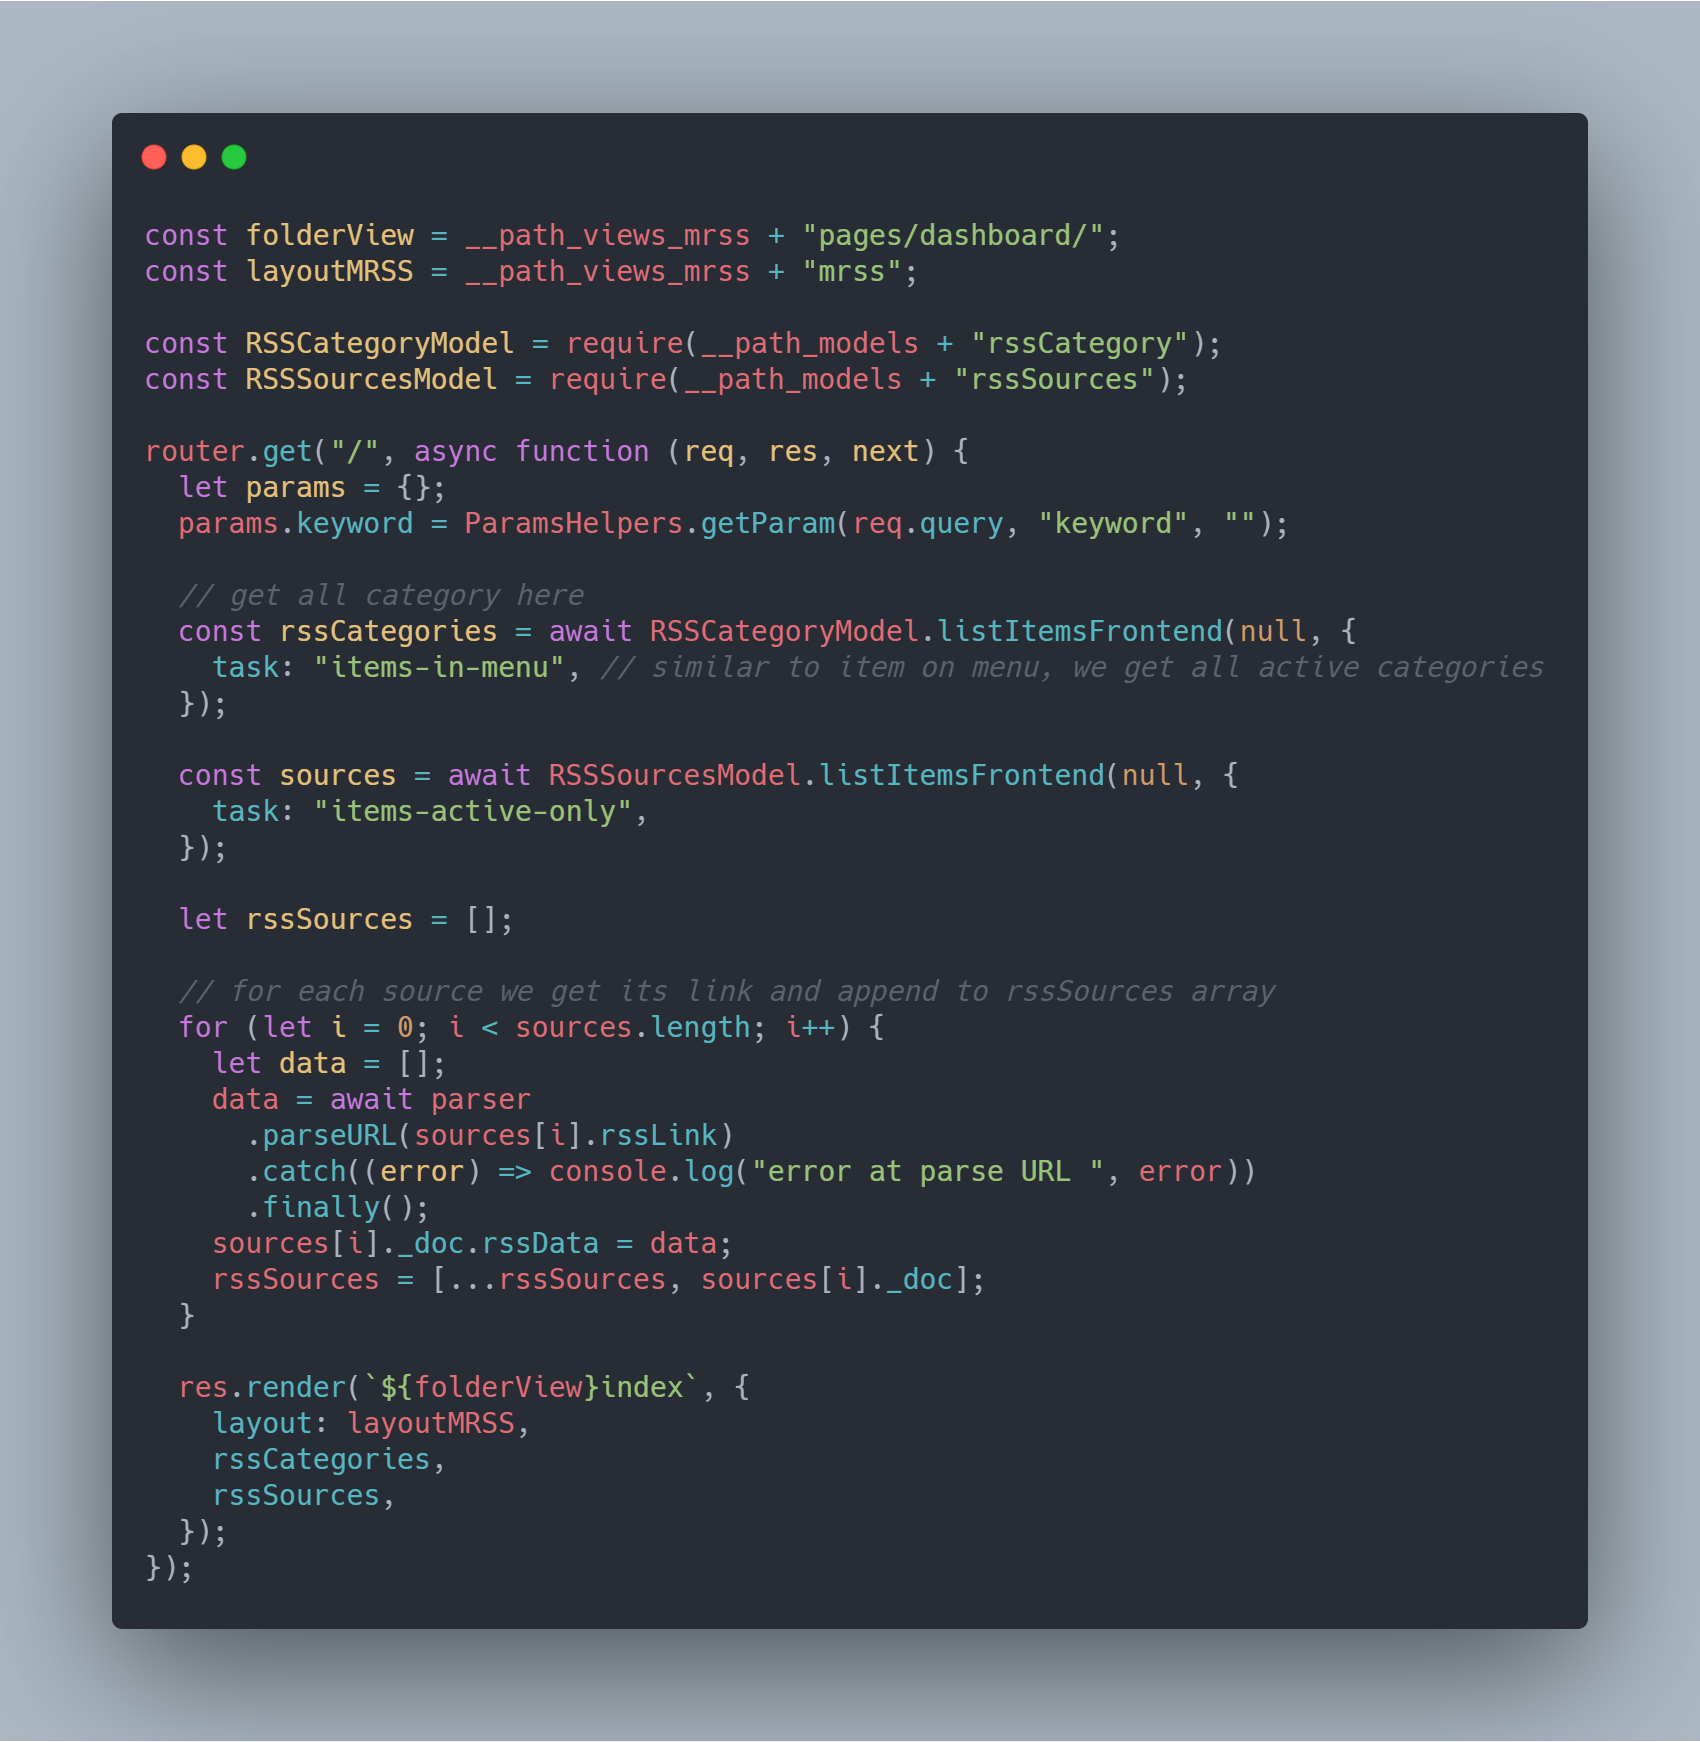 const folderView = __path_views_mrss + "pages/dashboard/";
const layoutMRSS = __path_views_mrss + "mrss";

const RSSCategoryModel = require(__path_models + "rssCategory");
const RSSSourcesModel = require(__path_models + "rssSources");

router.get("/", async function (req, res, next) {
  let params = {};
  params.keyword = ParamsHelpers.getParam(req.query, "keyword", "");

  // get all category here
  const rssCategories = await RSSCategoryModel.listItemsFrontend(null, {
    task: "items-in-menu", // similar to item on menu, we get all active categories
  });

  const sources = await RSSSourcesModel.listItemsFrontend(null, {
    task: "items-active-only",
  });

  let rssSources = [];

  // for each source we get its link and append to rssSources array
  for (let i = 0; i < sources.length; i++) {
    let data = [];
    data = await parser
      .parseURL(sources[i].rssLink)
      .catch((error) => console.log("error at parse URL ", error))
      .finally();
    sources[i]._doc.rssData = data;
    rssSources = [...rssSources, sources[i]._doc];
  }

  res.render(`${folderView}index`, {
    layout: layoutMRSS,
    rssCategories,
    rssSources,
  });
});